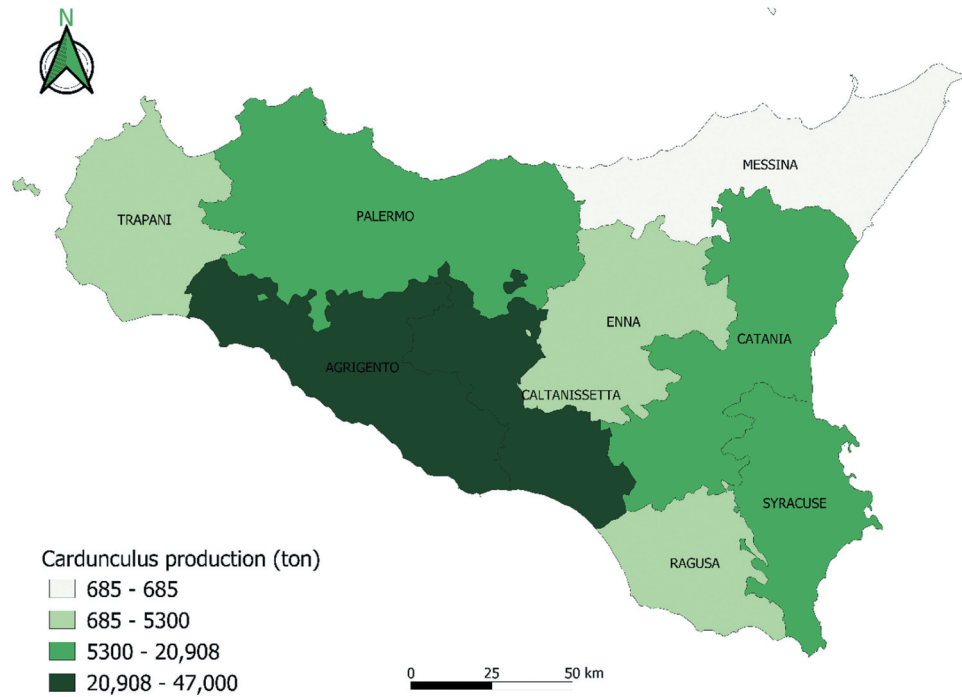 N
MESSINA
TRAPANI
PALERMO
ENNA
CATANIA
AGRIGENTO
CALTANISSETTA
SYRACUSE
RAGUSA
Cardunculus production (ton)
685 - 685
685 - 5300
5300 - 20,908
20,908 - 47,000
0 25 50 km